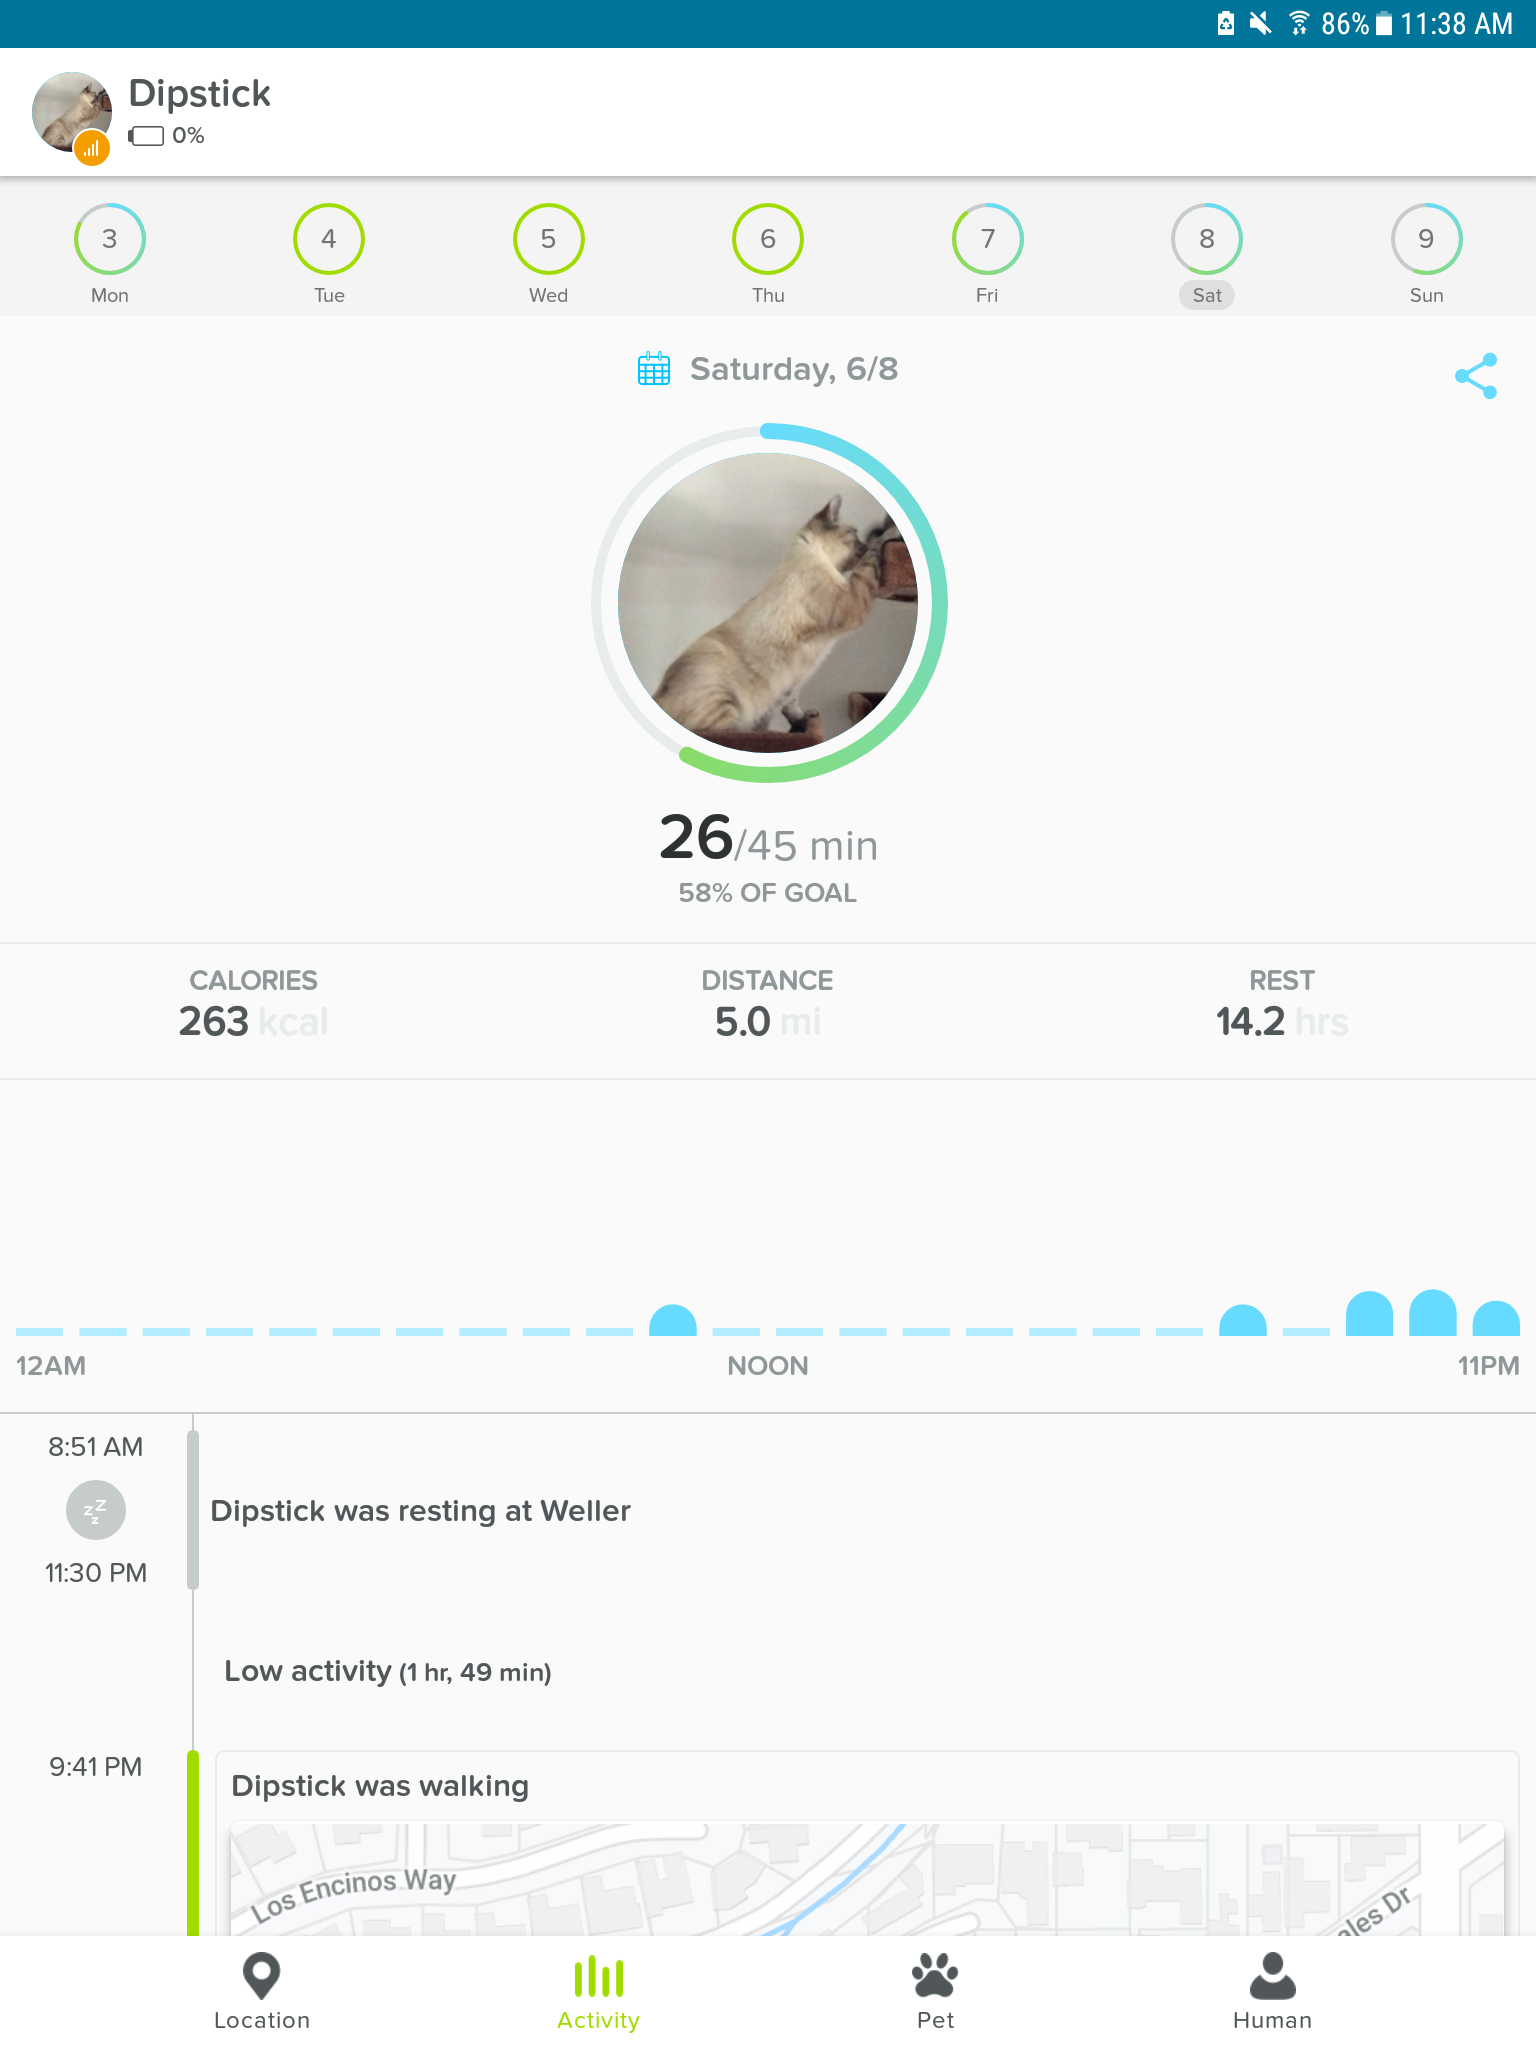 86% 11:38 AM
Dipstick
0%
3 4 5 6 7 8 9
Mon Tue Wed Thu Fri Sat Sun
Saturday, 6/8
26/45 min
58% OF GOAL
CALORIES DISTANCE REST
263 kcal 5.0 mi 14.2 hrs
12AM NOON 11PM
8:51 AM
zzz
Dipstick was resting at Weller
11:30 PM
Low activity (1 hr, 49 min)
9:41 PM
Dipstick was walking
Los Encinos Way
ales Dr
Location Activity Pet Human